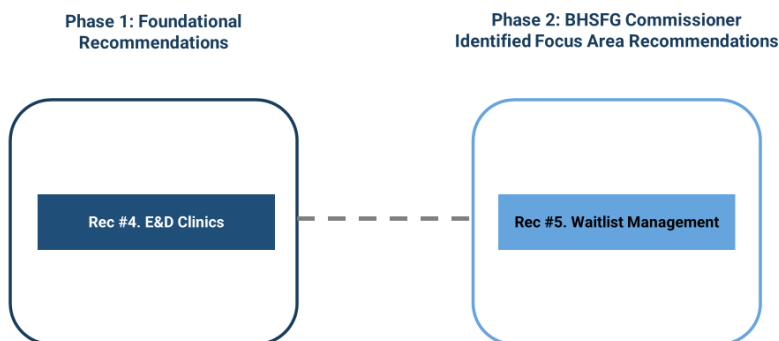 Phase 1: Foundational
Recommendations
Phase 2: BHSFG Commissioner
Identified Focus Area Recommendations
Rec #4. E&D Clinics
Rec #5. Waitlist Management